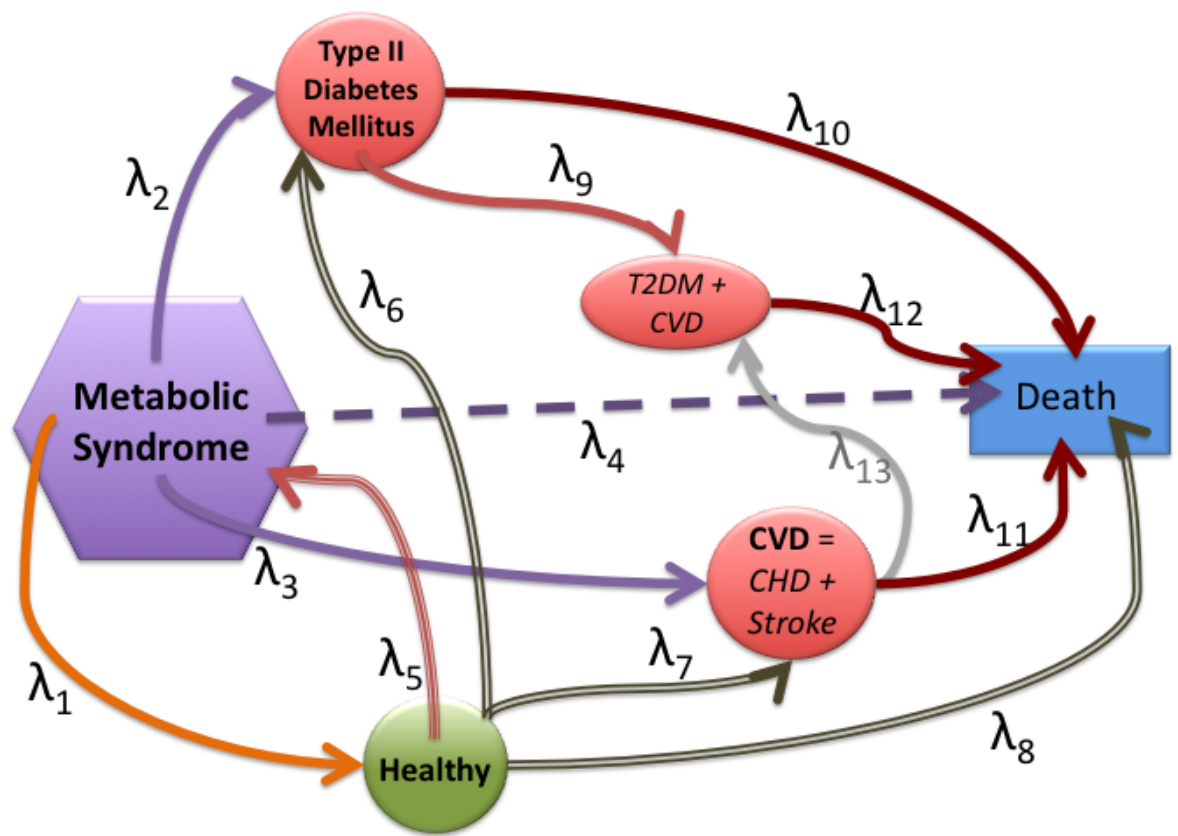 Type II
Diabetes
Mellitus
λ10
λ2
λ9
λ6
T2DM +
CVD
λ12
Metabolic
Syndrome
Death
λ4
λ13
λ11
CVD =
CHD +
Stroke
λ3
λ5
λ7
λ1
λ8
Healthy